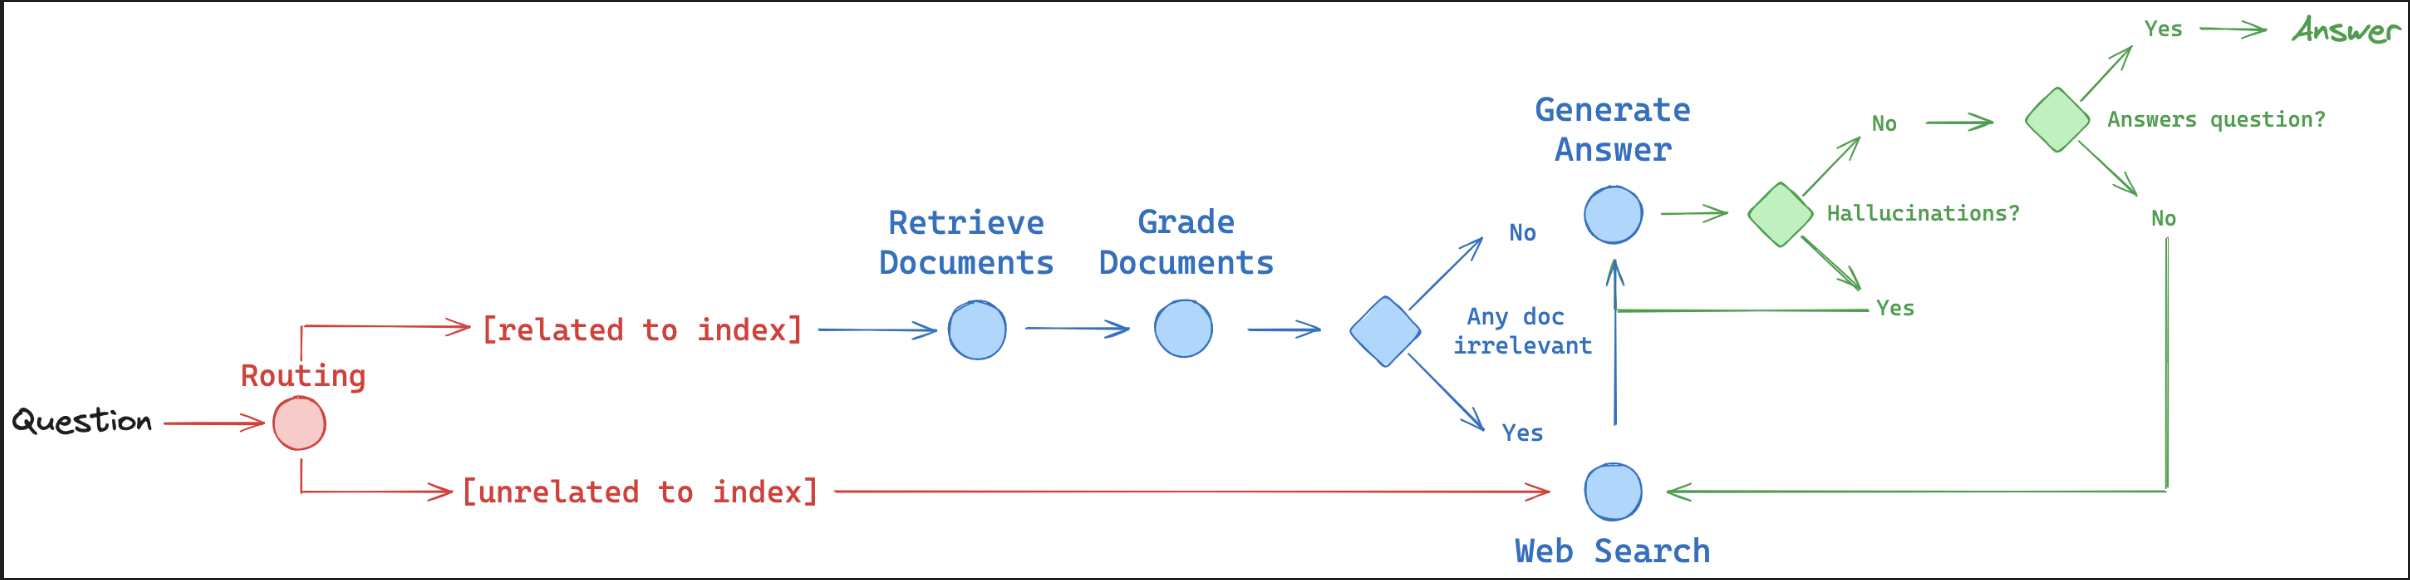 Question
Routing
[related to index]
[unrelated to index]
Retrieve
Documents
Grade
Documents
Any doc
irrelevant
No
Yes
Generate
Answer
Web Search
Hallucinations?
No
Yes
Answers question?
Yes
Answer
No